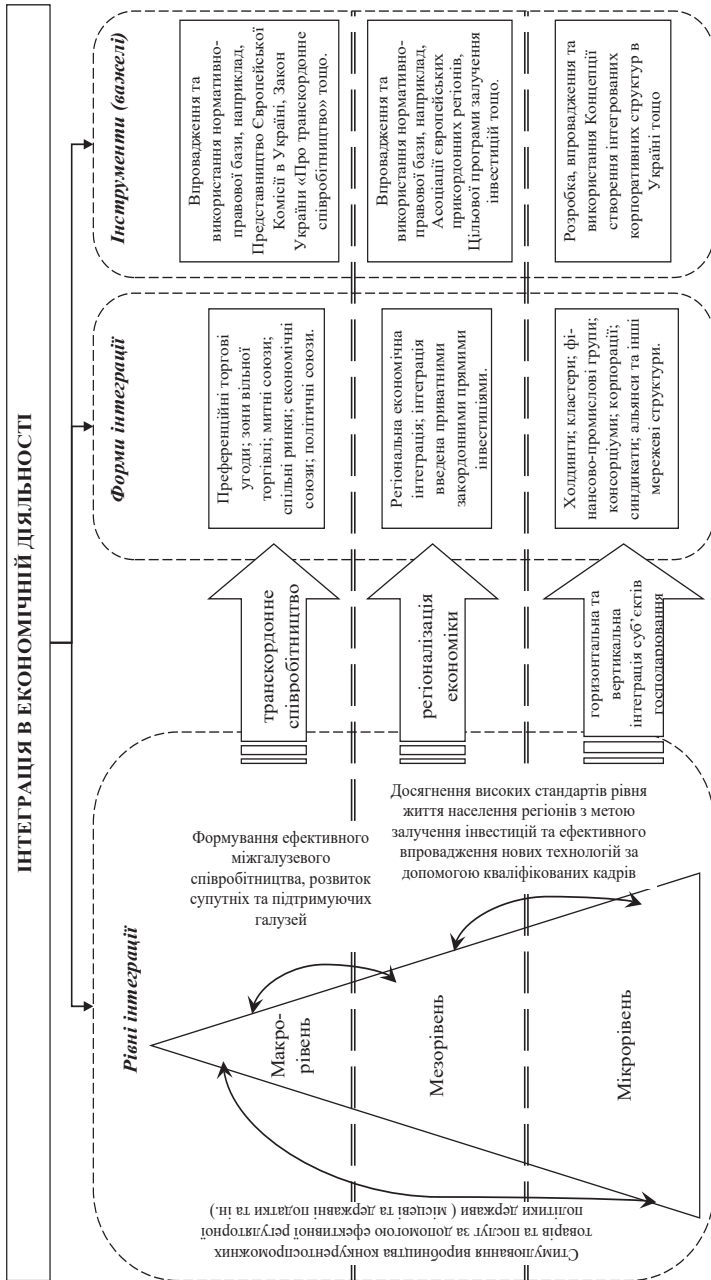 ІНТЕГРАЦІЯ В ЕКОНОМІЧНІЙ ДІЯЛЬНОСТІ
Рівні інтеграції
Форми інтеграції
Інструменти (важелі)
Макро-
рівень
Формування ефективного
міжгалузевого
співробітництва, розвиток
супутніх та підтримуючих
галузей
транскордонне
співробітництво
Преференційні торгові
угоди; зони вільної
торгівлі; митні союзи;
спільні ринки; економічні
союзи; політичні союзи.
Впровадження та
використання нормативно-
правової бази, наприклад,
Представництво Європейської
Комісії в Україні, Закон
України «Про транскордонне
співробітництво» тощо.
Мезорівень
Досягнення високих стандартів рівня
життя населення регіонів з метою
залучення інвестицій та ефективного
впровадження нових технологій за
допомогою кваліфікованих кадрів
регіоналізація
економіки
Регіональна економічна
інтеграція; інтеграція
введена приватними
закордонними прямими
інвестиціями.
Впровадження та
використання нормативно-
правової бази, наприклад,
Асоціації європейських
прикордонних регіонів,
Цільової програми залучення
інвестицій тощо.
Мікрорівень
горизонтальна та
вертикальна
інтеграція суб’єктів
господарювання
Холдинги; кластери; фі-
нансово-промислові групи;
консорціуми; корпорації;
синдикати; альянси та інші
мережеві структури.
Розробка, впровадження та
використання Концепції
створення інтегрованих
корпоративних структур в
Україні тощо
Стимулювання виробництва конкурентоспроможних
товарів та послуг за допомогою ефективної регуляторної
політики держави ( місцеві та державні податки та ін.)